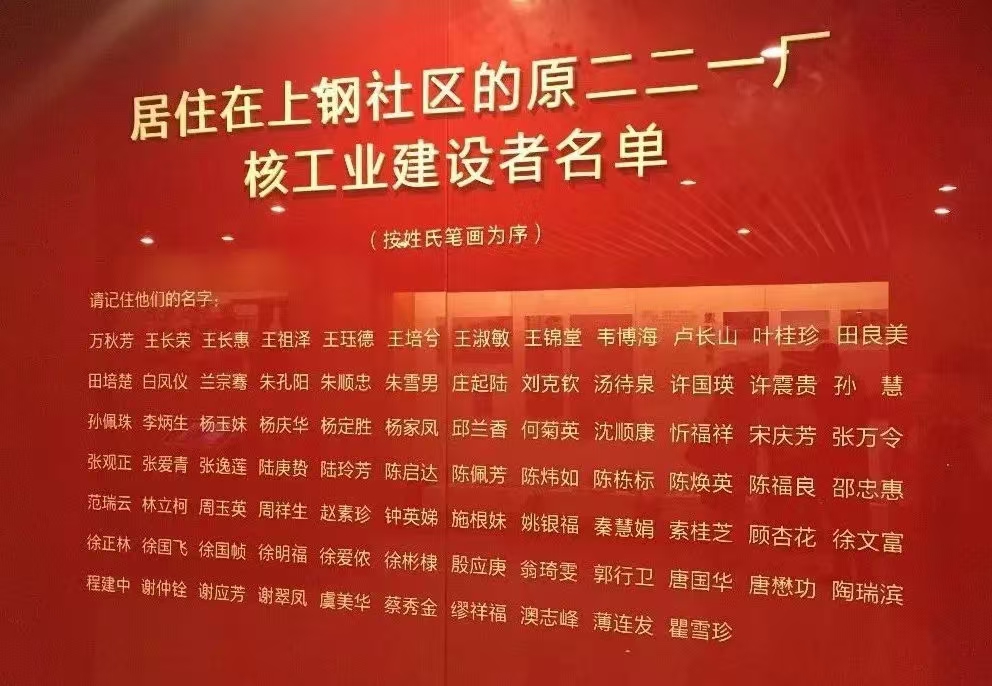 居住在上钢社区的原二二一厂
核工业建设者名单
（按姓氏笔画为序）
请记住他们的名字：
万秋芳 王长荣 王长惠 王祖泽 王珏德 王培兮 王淑敏 王锦堂 韦博海 卢长山 叶桂珍 田良美
田培楚 白凤仪 兰宗骞 朱孔阳 朱顺忠 朱雪男 庄起陆 刘克钦 汤待泉 许国瑛 许震贵 孙 慧
孙佩珠 李炳生 杨玉妹 杨庆华 杨定胜 杨家凤 邱兰香 何菊英 沈顺康 忻福祥 宋庆芳 张万令
张观正 张爱青 张逸莲 陆庚贽 陆玲芳 陈启达 陈佩芳 陈炜如 陈栋标 陈焕英 陈福良 邵忠惠
范瑞云 林立柯 周玉英 周祥生 赵素珍 钟英娣 施根妹 姚银福 秦慧娟 索桂芝 顾杏花 徐文富
徐正林 徐国飞 徐国帧 徐明福 徐爱侬 徐彬棣 殷应庚 翁琦雯 郭行卫 唐国华 唐懋功 陶瑞滨
程建中 谢仲铨 谢应芳 谢翠凤 虞美华 蔡秀金 缪祥福 澳志峰 薄连发 瞿雪珍